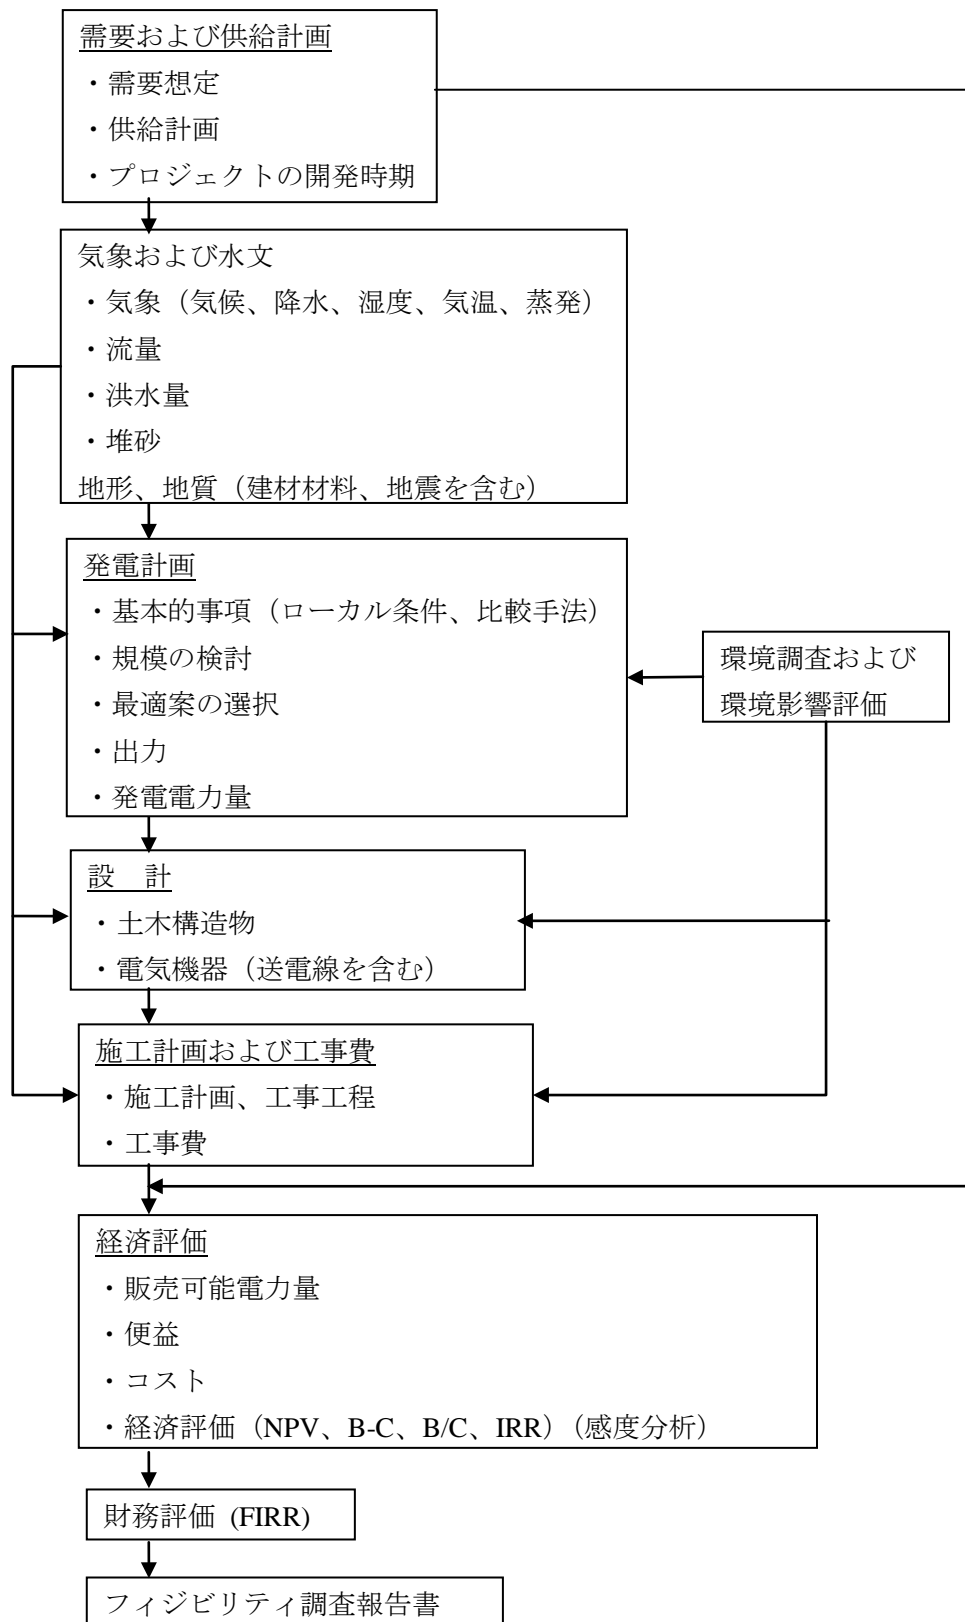 需要および供給計画
・需要想定
・供給計画
・プロジェクトの開発時期
気象および水文
・気象（気候、降水、湿度、気温、蒸発）
・流量
・洪水量
・堆砂
地形、地質（建材材料、地震を含む）
発電計画
・基本的事項（ローカル条件、比較手法）
・規模の検討
・最適案の選択
・出力
・発電電力量
環境調査および
環境影響評価
設　計
・土木構造物
・電気機器（送電線を含む）
施工計画および工事費
・施工計画、工事工程
・工事費
経済評価
・販売可能電力量
・便益
・コスト
・経済評価（NPV、B-C、B/C、IRR）（感度分析）
財務評価 (FIRR)
フィジビリティ調査報告書